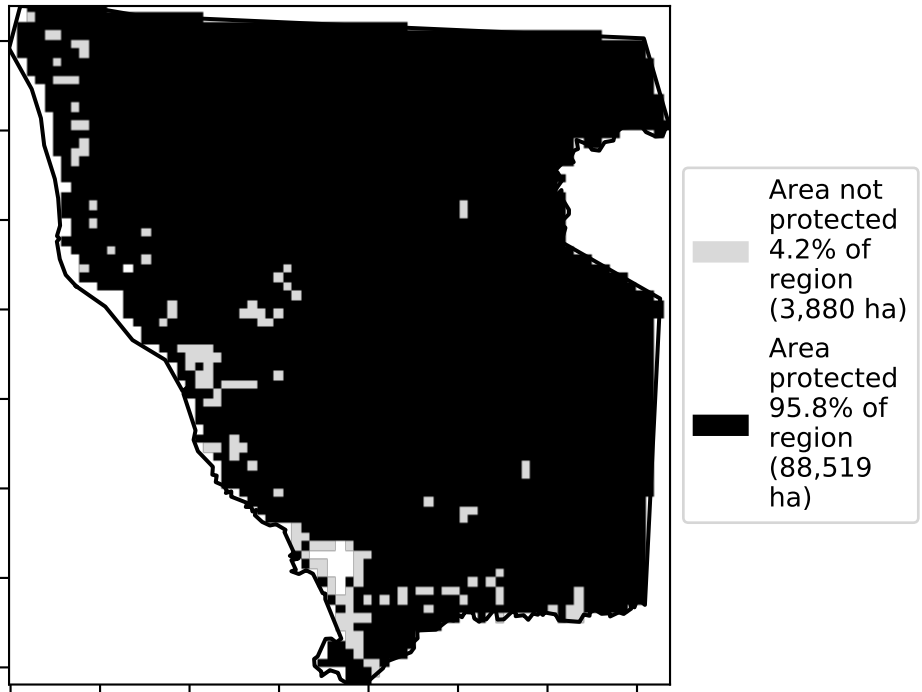 Area not
protected
4.2% of
region
(3,880 ha)
Area
protected
95.8% of
region
(88,519
ha)